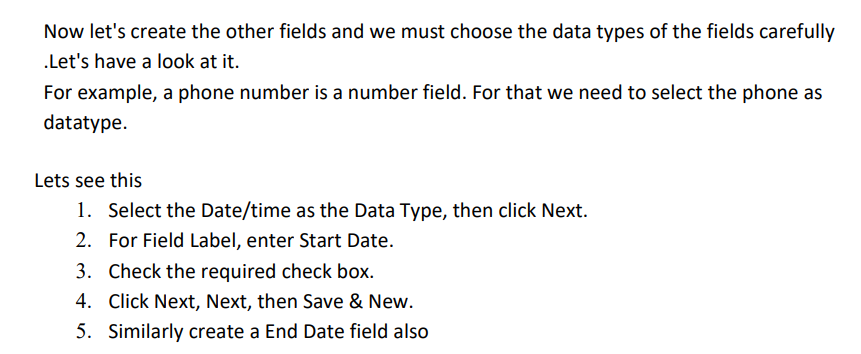 Now let's create the other fields and we must choose the data types of the fields carefully
.Let's have a look at it.
For example, a phone number is a number field. For that we need to select the phone as
datatype.
Lets see this
1. Select the Date/time as the Data Type, then click Next.
2. For Field Label, enter Start Date.
3. Check the required check box.
4. Click Next, Next, then Save & New.
5. Similarly create a End Date field also